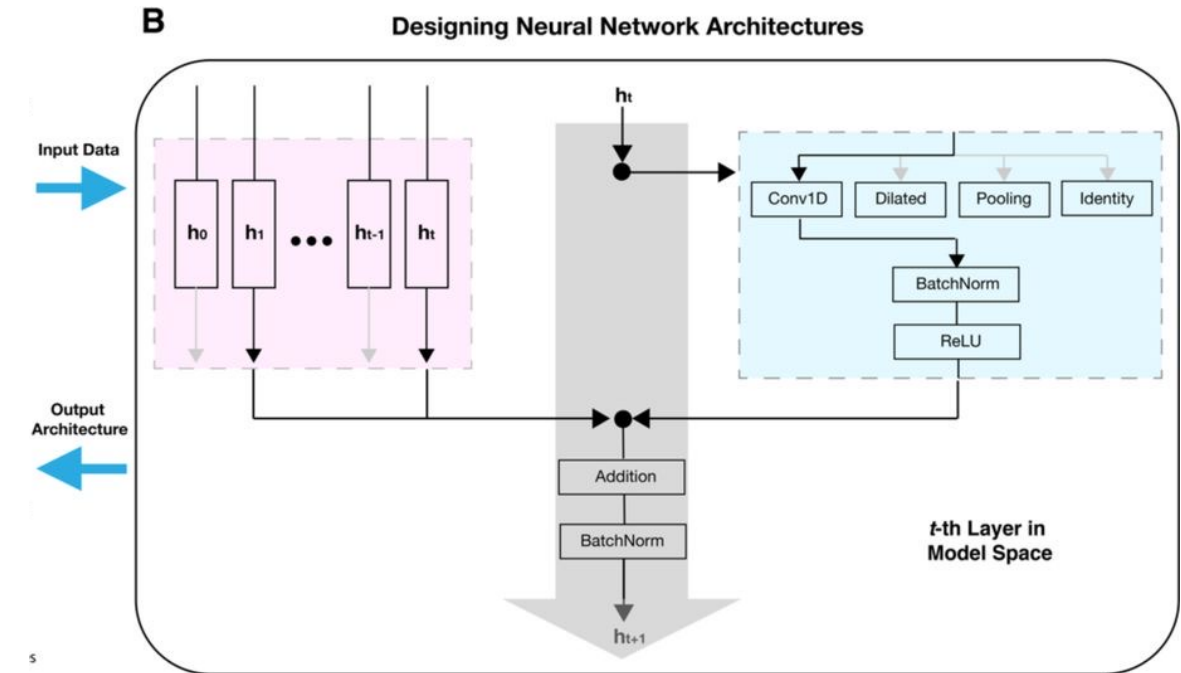 B
Designing Neural Network Architectures
Input Data
Output
Architecture
h0
h1
ht-1
ht
ht
Conv1D
Dilated
Pooling
Identity
BatchNorm
ReLU
Addition
BatchNorm
ht+1
t-th Layer in
Model Space
s